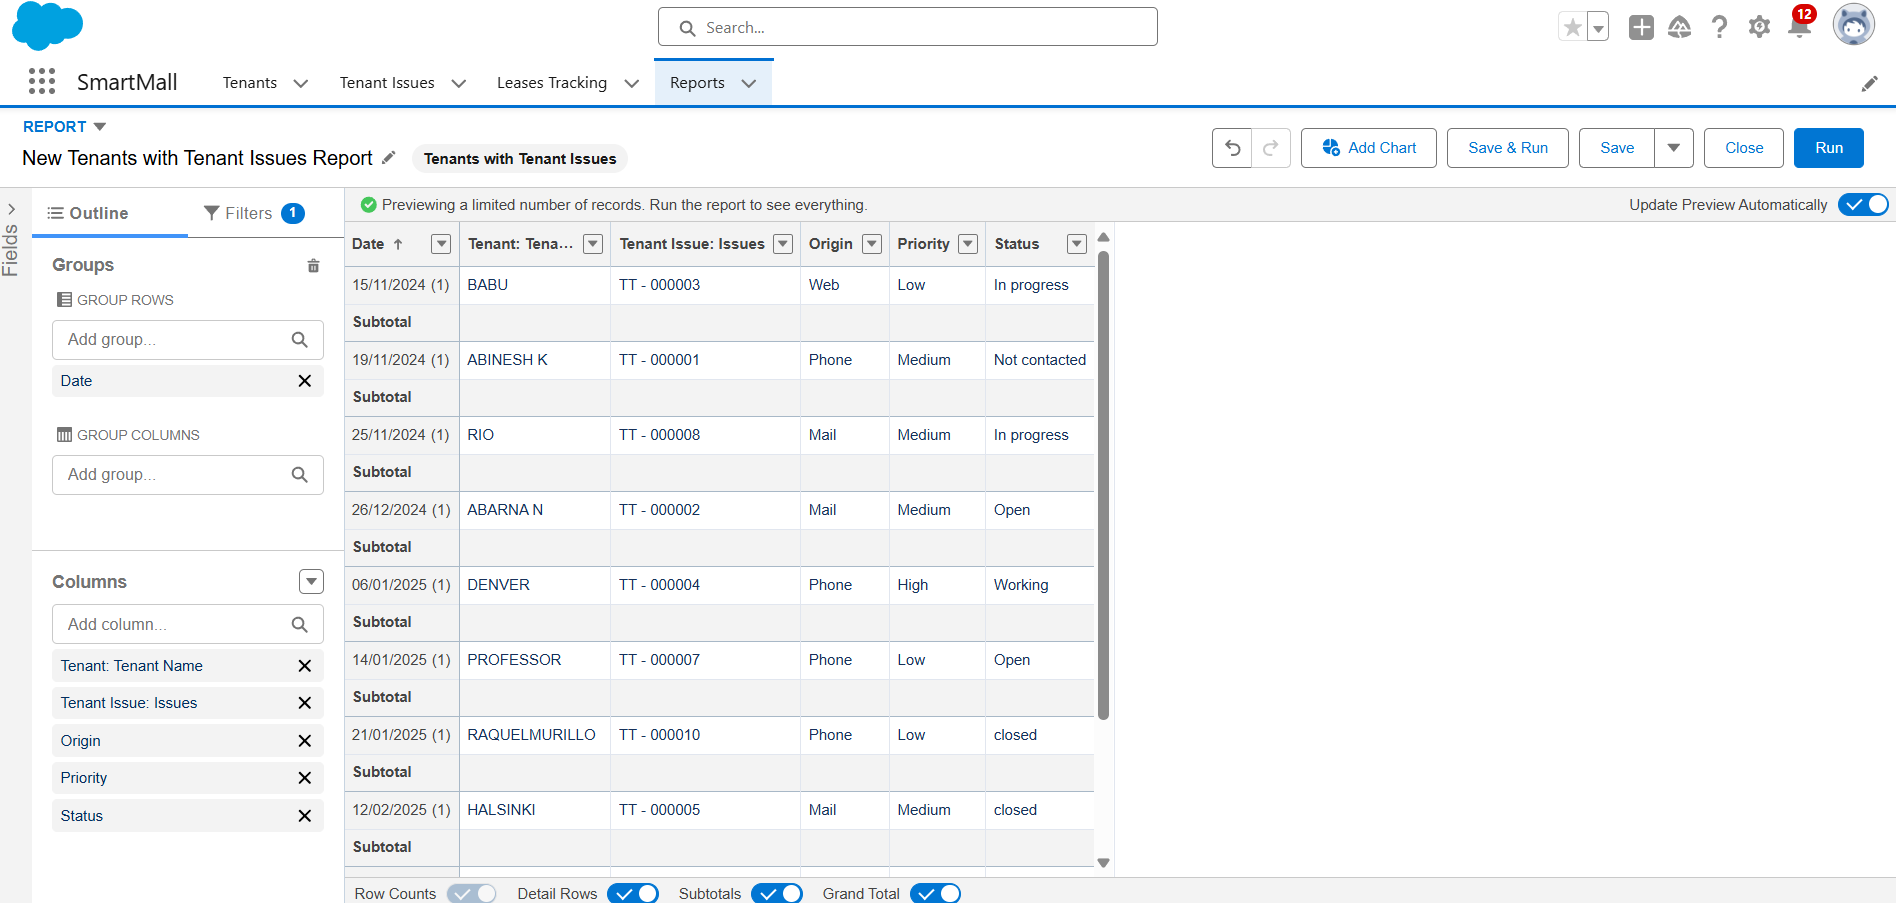 Search...
12
SmartMall
Tenants
Tenant Issues
Leases Tracking
Reports
REPORT
New Tenants with Tenant Issues Report
Tenants with Tenant Issues
Add Chart
Save & Run
Save
Close
Run
Fields
Outline
Filters 1
Previewing a limited number of records. Run the report to see everything.
Update Preview Automatically
Groups
GROUP ROWS
Add group...
Date
GROUP COLUMNS
Add group...
Columns
Add column...
Tenant: Tenant Name
Tenant Issue: Issues
Origin
Priority
Status
Date ↑ Tenant: Tena... Tenant Issue: Issues Origin Priority Status
15/11/2024 (1) BABU TT - 000003 Web Low In progress
Subtotal
19/11/2024 (1) ABINESH K TT - 000001 Phone Medium Not contacted
Subtotal
25/11/2024 (1) RIO TT - 000008 Mail Medium In progress
Subtotal
26/12/2024 (1) ABARNA N TT - 000002 Mail Medium Open
Subtotal
06/01/2025 (1) DENVER TT - 000004 Phone High Working
Subtotal
14/01/2025 (1) PROFESSOR TT - 000007 Phone Low Open
Subtotal
21/01/2025 (1) RAQUELMURILLO TT - 000010 Phone Low closed
Subtotal
12/02/2025 (1) HALSINKI TT - 000005 Mail Medium closed
Subtotal
Row Counts
Detail Rows
Subtotals
Grand Total